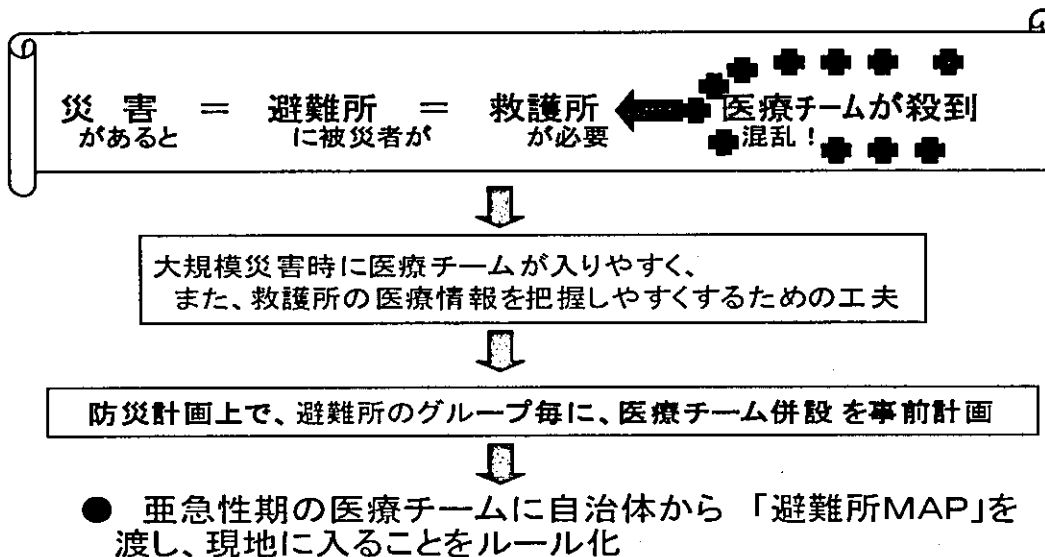 災害 = 避難所 = 救護所 医療チームが殺到
があると に被災者が が必要 混乱！
大規模災害時に医療チームが入りやすく、
また、救護所の医療情報を把握しやすくするための工夫
防災計画上で、避難所のグループ毎に、医療チーム併設を事前計画
● 亜急性期の医療チームに自治体から 「避難所MAP」を
渡し、現地に入ることをルール化